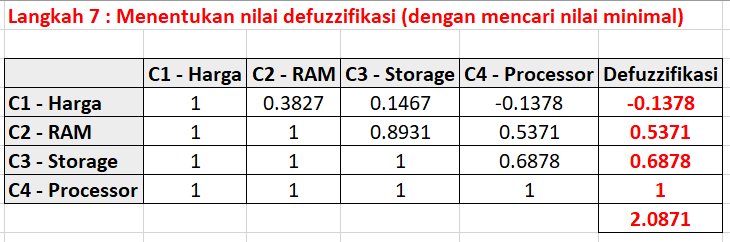 Langkah 7 : Menentukan nilai defuzzifikasi (dengan mencari nilai minimal)
C1 - Harga C2 - RAM C3 - Storage C4 - Processor Defuzzifikasi
C1 - Harga 1 0.3827 0.1467 -0.1378 -0.1378
C2 - RAM 1 1 0.8931 0.5371 0.5371
C3 - Storage 1 1 1 0.6878 0.6878
C4 - Processor 1 1 1 1 1
2.0871